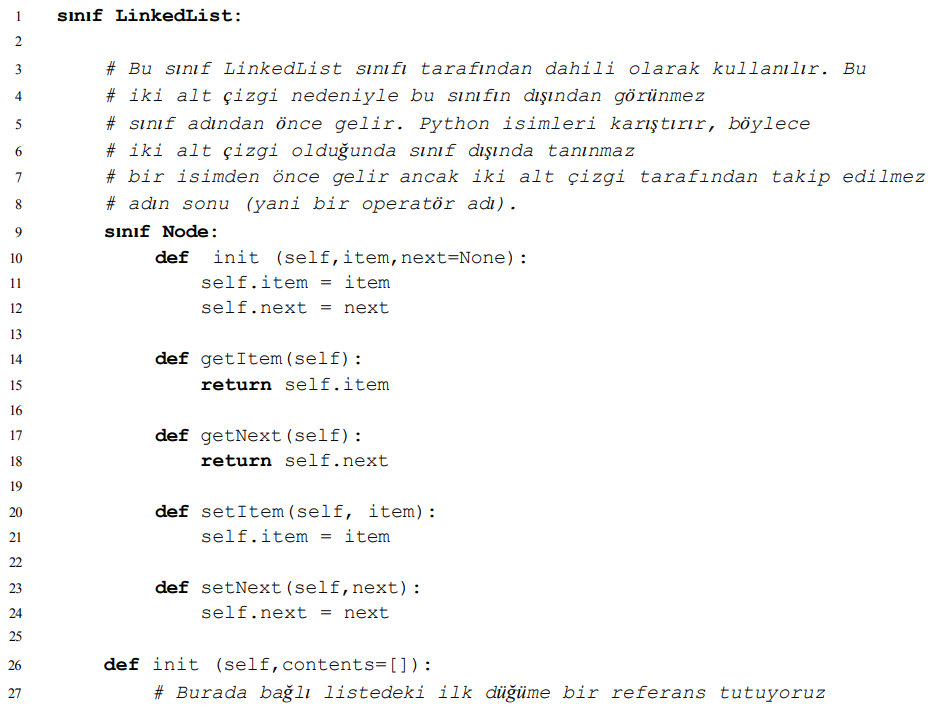 1 sınıf LinkedList:
2
3 # Bu sınıf LinkedList sınıfı tarafından dahili olarak kullanılır. Bu
4 # iki alt çizgi nedeniyle bu sınıfın dışından görünmez
5 # sınıf adından önce gelir. Python isimleri karıştırır, böylece
6 # iki alt çizgi olduğunda sınıf dışında tanınmaz
7 # bir isimden önce gelir ancak iki alt çizgi tarafından takip edilmez
8 # adın sonu (yani bir operatör adı).
9 sınıf Node:
10 def init (self,item,next=None):
11 self.item = item
12 self.next = next
13
14 def getItem(self):
15 return self.item
16
17 def getNext(self):
18 return self.next
19
20 def setItem(self, item):
21 self.item = item
22
23 def setNext(self,next):
24 self.next = next
25
26 def init (self,contents=[]):
27 # Burada bağlı listedeki ilk düğüme bir referans tutuyoruz